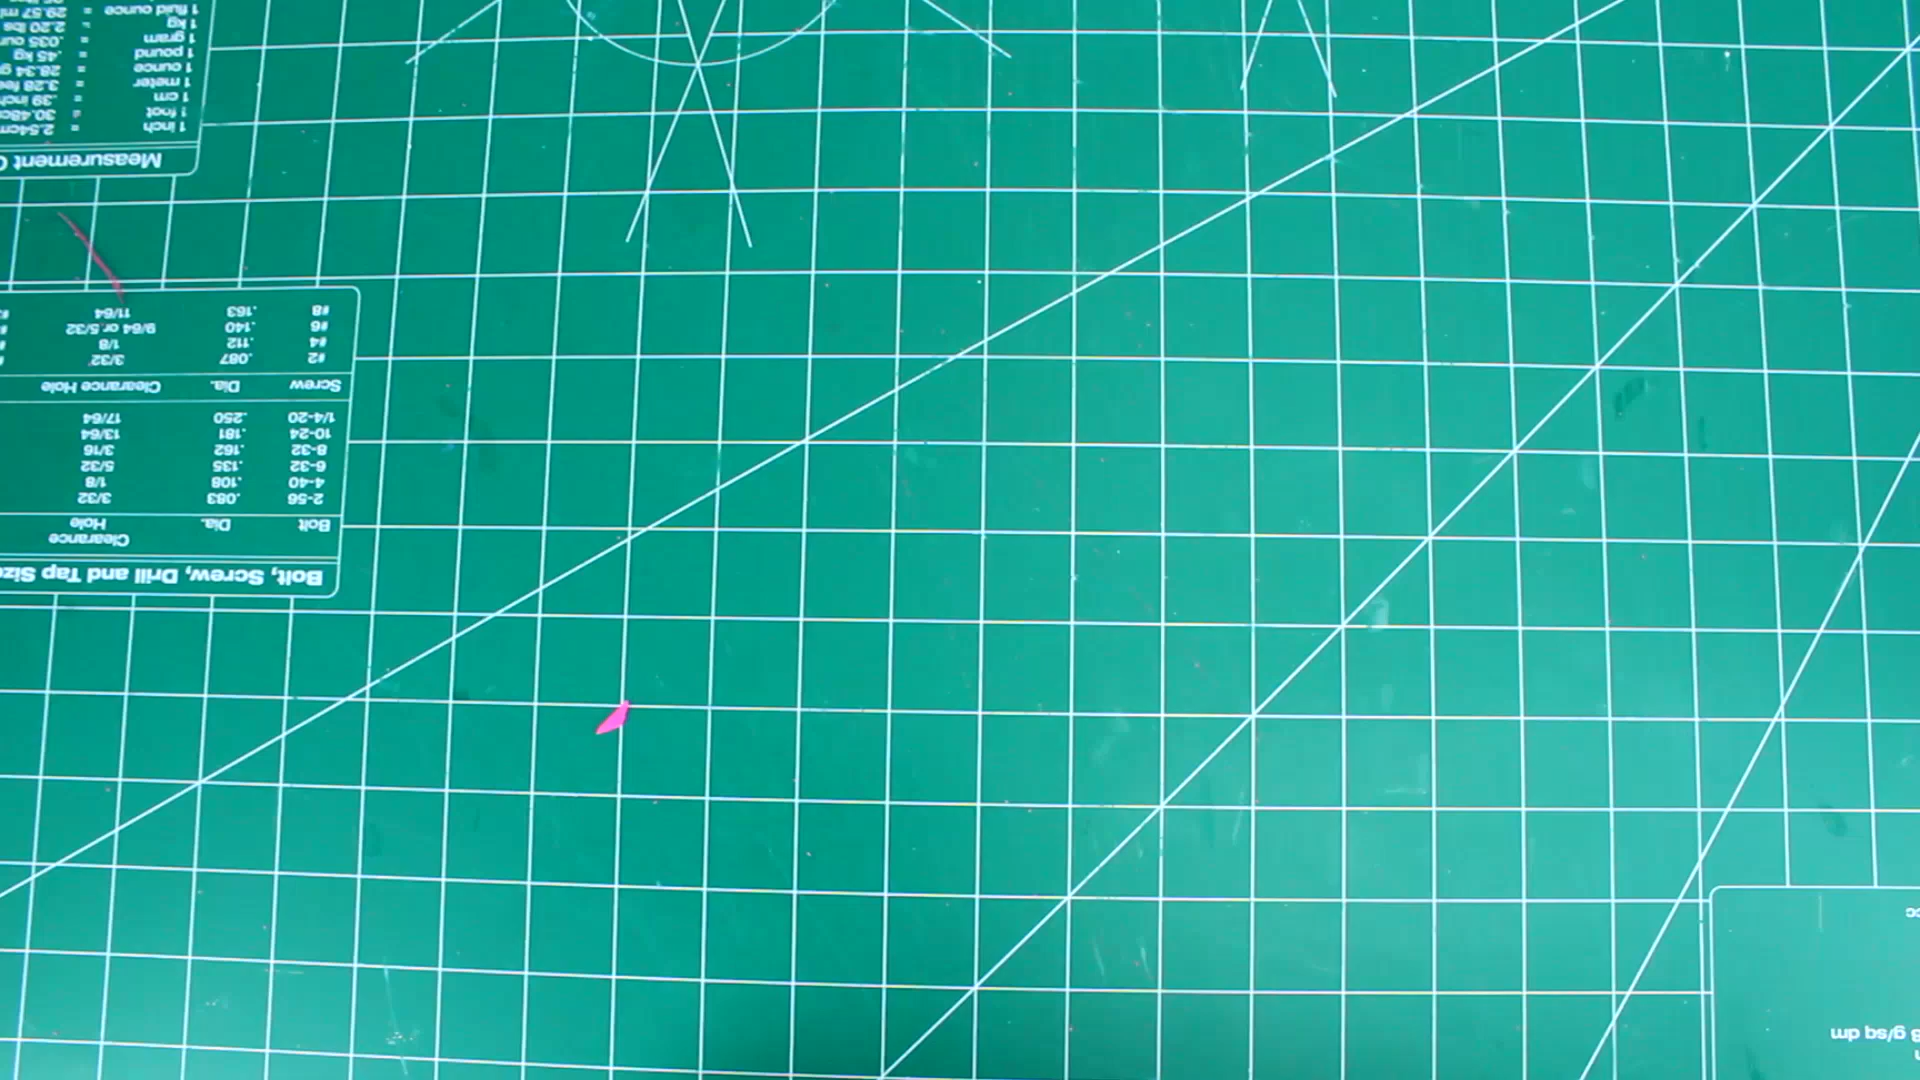 g/sq dm
cc
Bolt, Screw, Drill and Tap Size
Clearance
Bolt Dia. Hole
2-56 .083 3/32
4-40 .108 1/8
6-32 .135 5/32
8-32 .162 3/16
10-24 .181 13/64
1/4-20 .250 17/64
Screw Dia. Clearance Hole
#2 .087 3/32
#4 .112 1/8
#6 .140 9/64 or 5/32
#8 .163 11/64
Measurement
1 inch = 2.54cm
1 foot = 30.48c
1 cm = .39 inch
1 meter = 3.28 fee
1 ounce = 28.34 g
1 pound = .45 kg
1 gram = .035 oun
1 kg = 2.20 lbs
1 fluid ounce = 29.57 ml